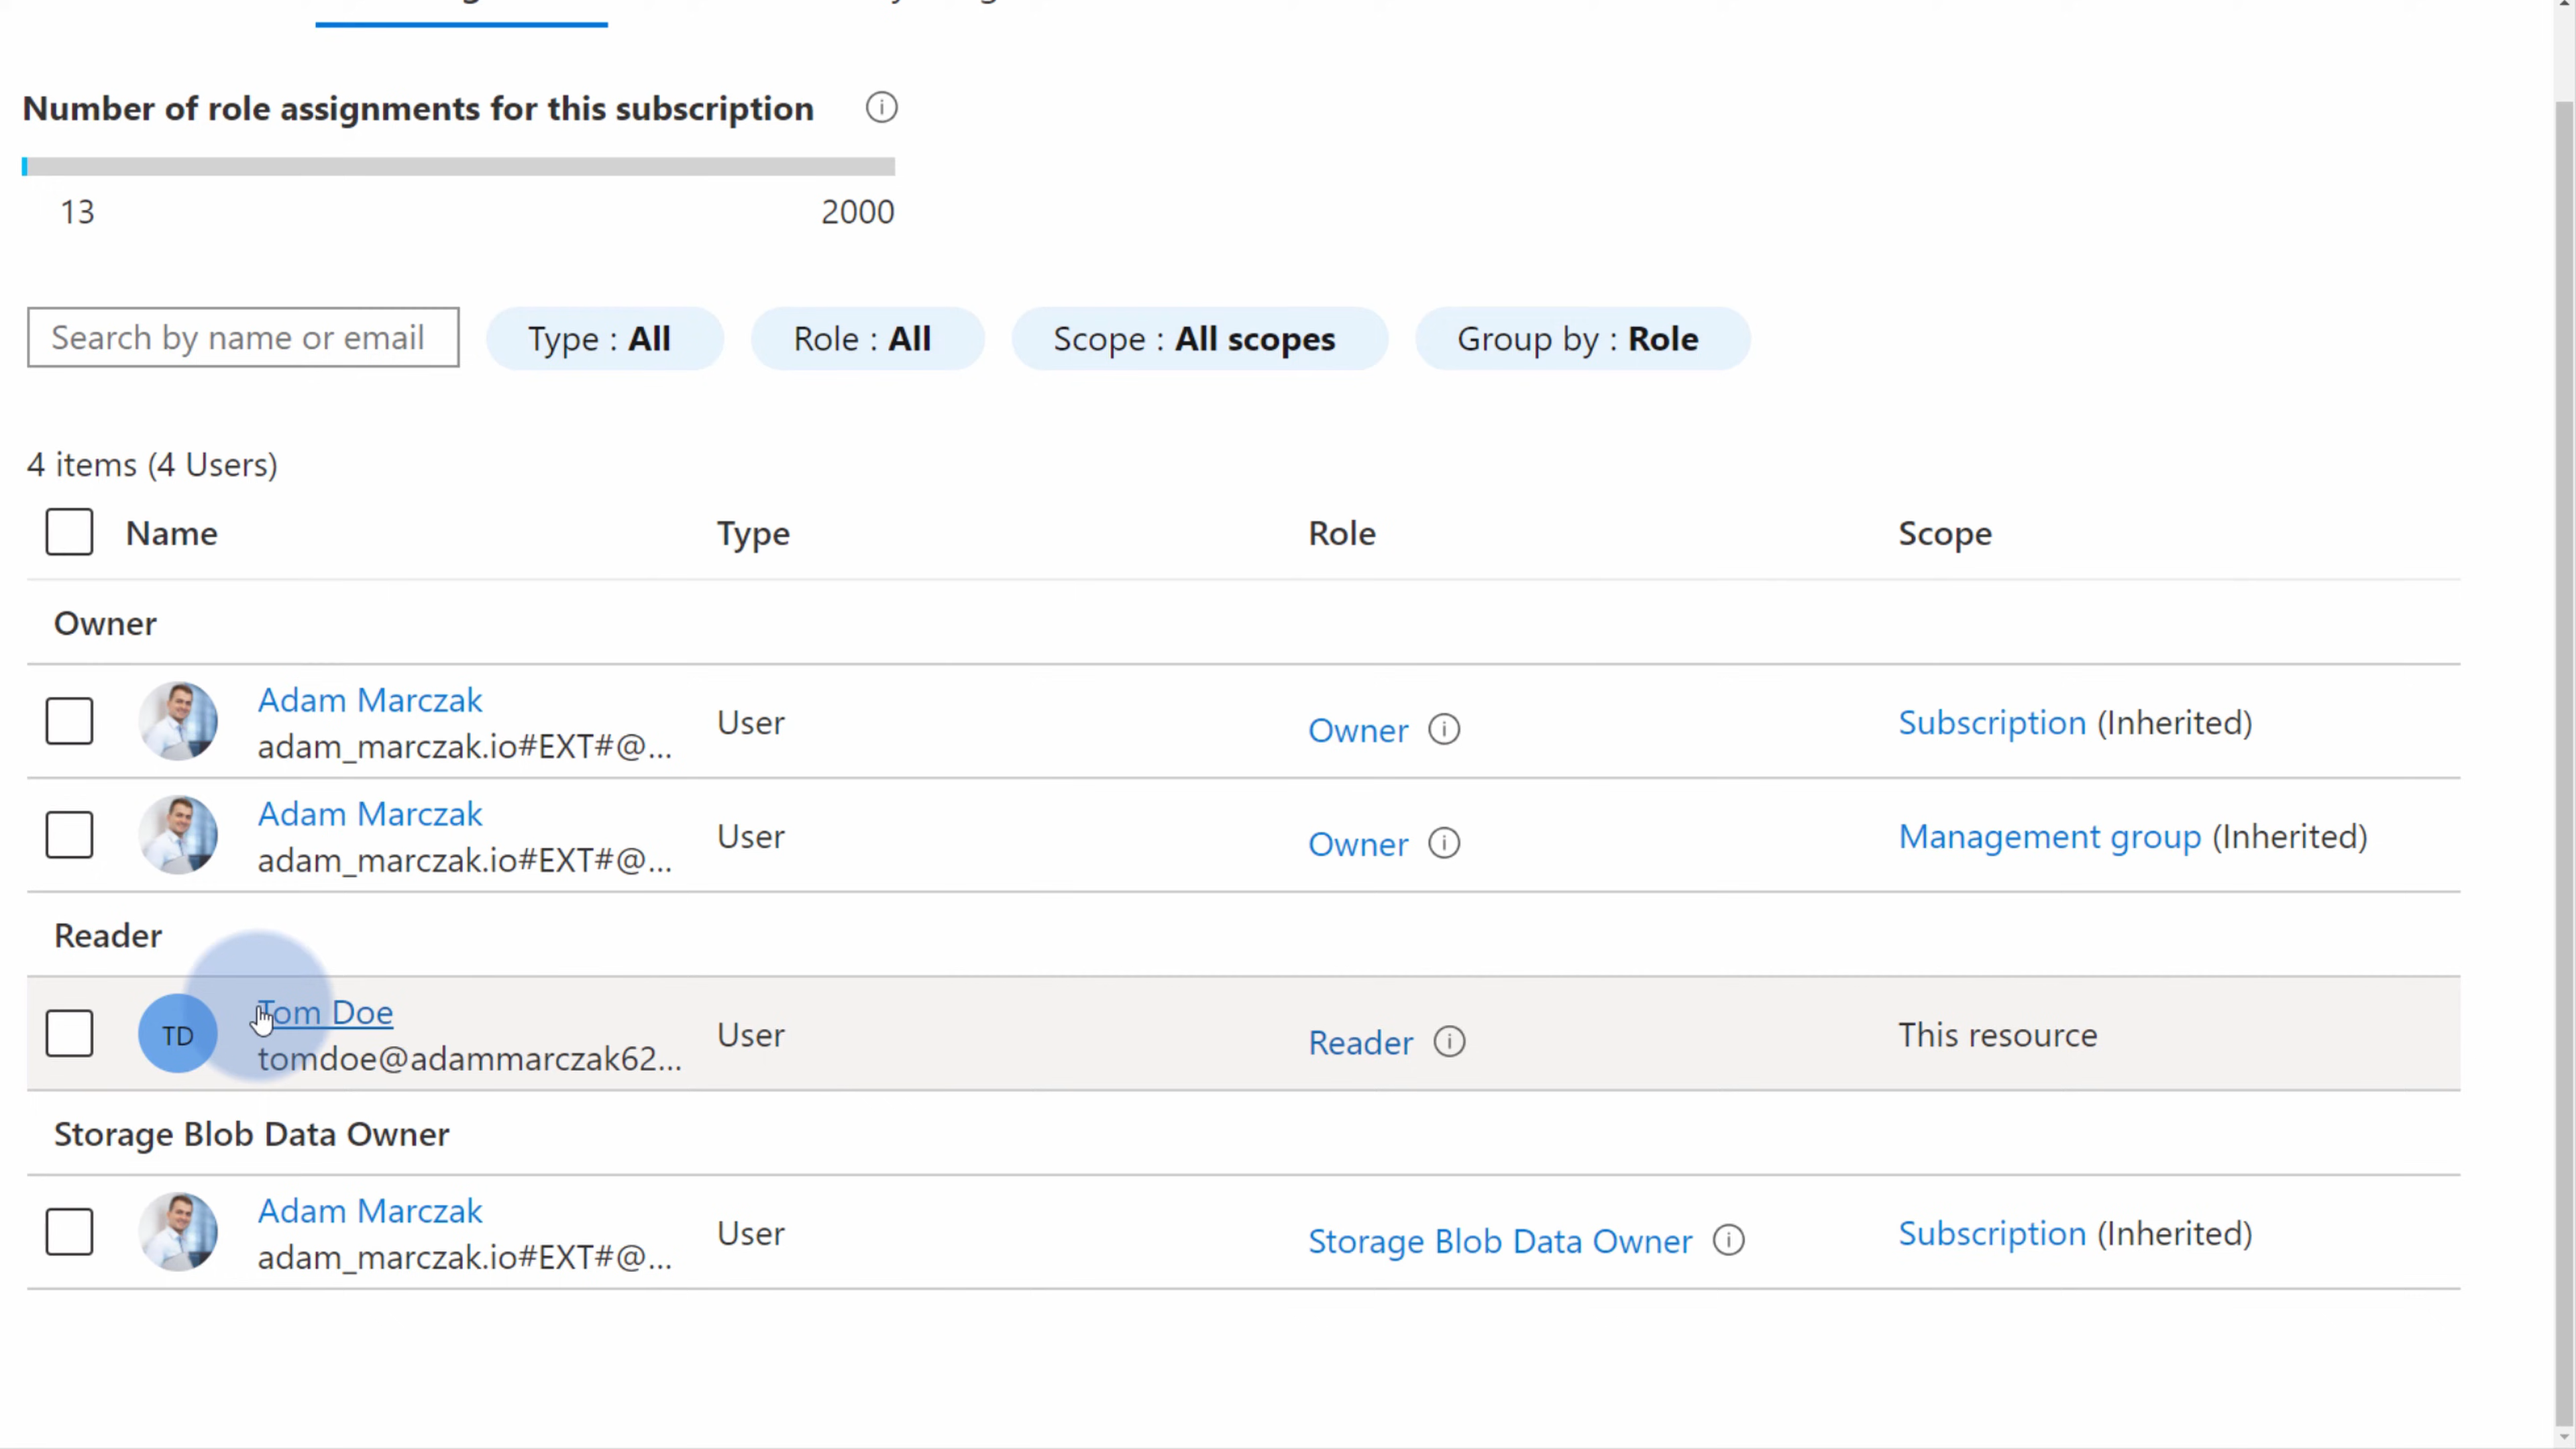 Number of role assignments for this subscription
13 2000
Search by name or email Type : All Role : All Scope : All scopes Group by : Role
4 items (4 Users)
Name Type Role Scope
Owner
Adam Marczak
adam_marczak.io#EXT#@... User Owner Subscription (Inherited)
Adam Marczak
adam_marczak.io#EXT#@... User Owner Management group (Inherited)
Reader
TD Tom Doe
tomdoe@adammarczak62... User Reader This resource
Storage Blob Data Owner
Adam Marczak
adam_marczak.io#EXT#@... User Storage Blob Data Owner Subscription (Inherited)